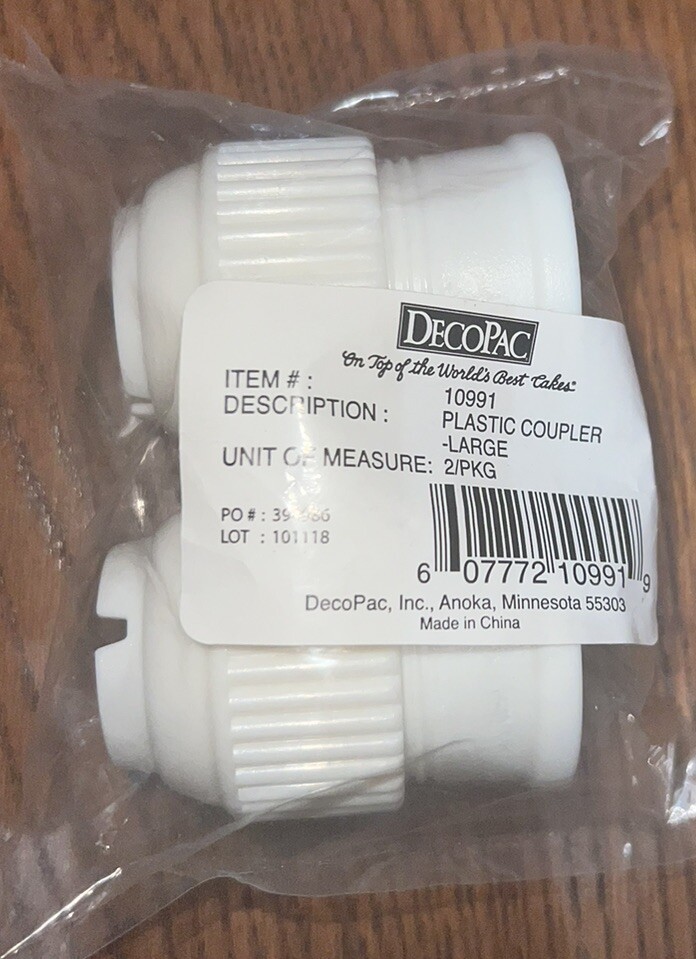 DECOPAC
On Top of the World's Best Cakes®
ITEM # : 10991
DESCRIPTION : PLASTIC COUPLER
-LARGE
UNIT OF MEASURE: 2/PKG
PO # :
LOT : 101118
6 07772 10991 9
DecoPac, Inc., Anoka, Minnesota 55303
Made in China